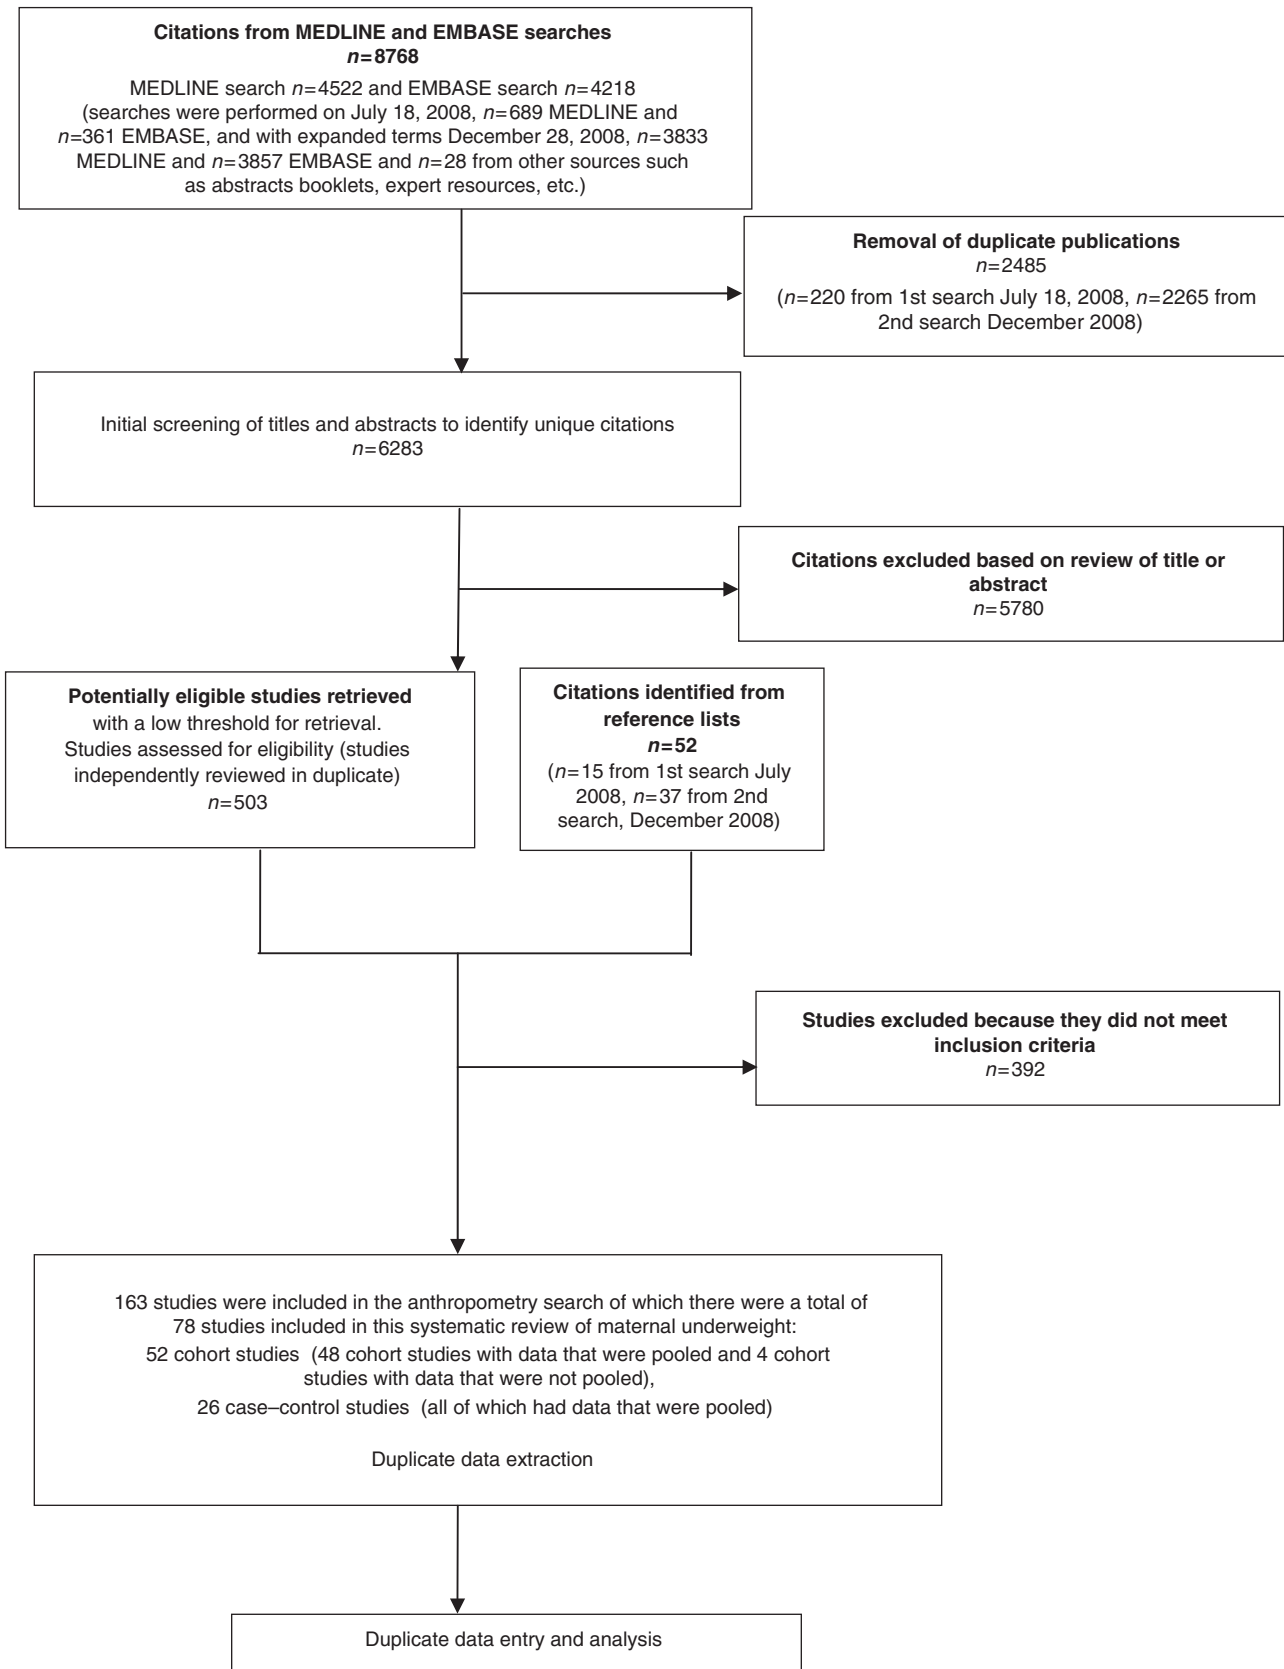 Citations from MEDLINE and EMBASE searches
n=8768
MEDLINE search n=4522 and EMBASE search n=4218
(searches were performed on July 18, 2008, n=689 MEDLINE and
n=361 EMBASE, and with expanded terms December 28, 2008, n=3833
MEDLINE and n=3857 EMBASE and n=28 from other sources such
as abstracts booklets, expert resources, etc.)
Removal of duplicate publications
n=2485
(n=220 from 1st search July 18, 2008, n=2265 from
2nd search December 2008)
Initial screening of titles and abstracts to identify unique citations
n=6283
Citations excluded based on review of title or
abstract
n=5780
Potentially eligible studies retrieved
with a low threshold for retrieval.
Studies assessed for eligibility (studies
independently reviewed in duplicate)
n=503
Citations identified from
reference lists
n=52
(n=15 from 1st search July
2008, n=37 from 2nd
search, December 2008)
Studies excluded because they did not meet
inclusion criteria
n=392
163 studies were included in the anthropometry search of which there were a total of
78 studies included in this systematic review of maternal underweight:
52 cohort studies (48 cohort studies with data that were pooled and 4 cohort
studies with data that were not pooled),
26 case–control studies (all of which had data that were pooled)
Duplicate data extraction
Duplicate data entry and analysis